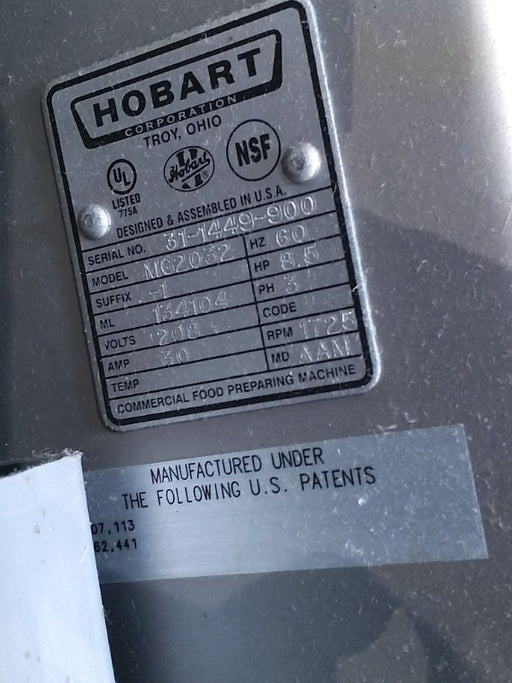 HOBART
CORPORATION
TROY, OHIO
UL
LISTED
775A
Hobart
NSF
DESIGNED & ASSEMBLED IN U.S.A.
SERIAL NO. 31-1449-900
MODEL MG2032 HZ 60
SUFFIX -1 HP 8.5
ML 134104 PH 3
VOLTS 208 CODE
AMP 30 RPM 1725
TEMP MD AAM
COMMERCIAL FOOD PREPARING MACHINE
MANUFACTURED UNDER
THE FOLLOWING U.S. PATENTS
07,113
62,441